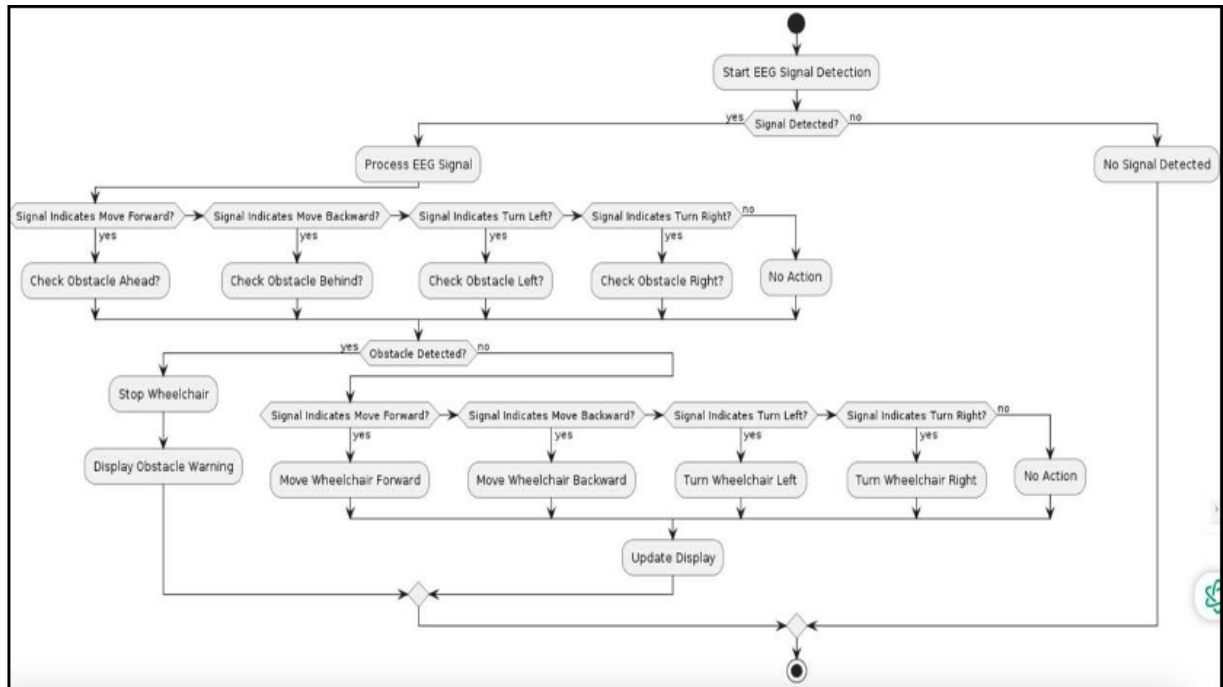 Start EEG Signal Detection
yes
Signal Detected?
no
Process EEG Signal
No Signal Detected
Signal Indicates Move Forward?
Signal Indicates Move Backward?
Signal Indicates Turn Left?
Signal Indicates Turn Right?
no
yes
yes
yes
yes
Check Obstacle Ahead?
Check Obstacle Behind?
Check Obstacle Left?
Check Obstacle Right?
No Action
yes
Obstacle Detected?
no
Stop Wheelchair
Signal Indicates Move Forward?
Signal Indicates Move Backward?
Signal Indicates Turn Left?
Signal Indicates Turn Right?
no
yes
yes
yes
yes
Display Obstacle Warning
Move Wheelchair Forward
Move Wheelchair Backward
Turn Wheelchair Left
Turn Wheelchair Right
No Action
Update Display